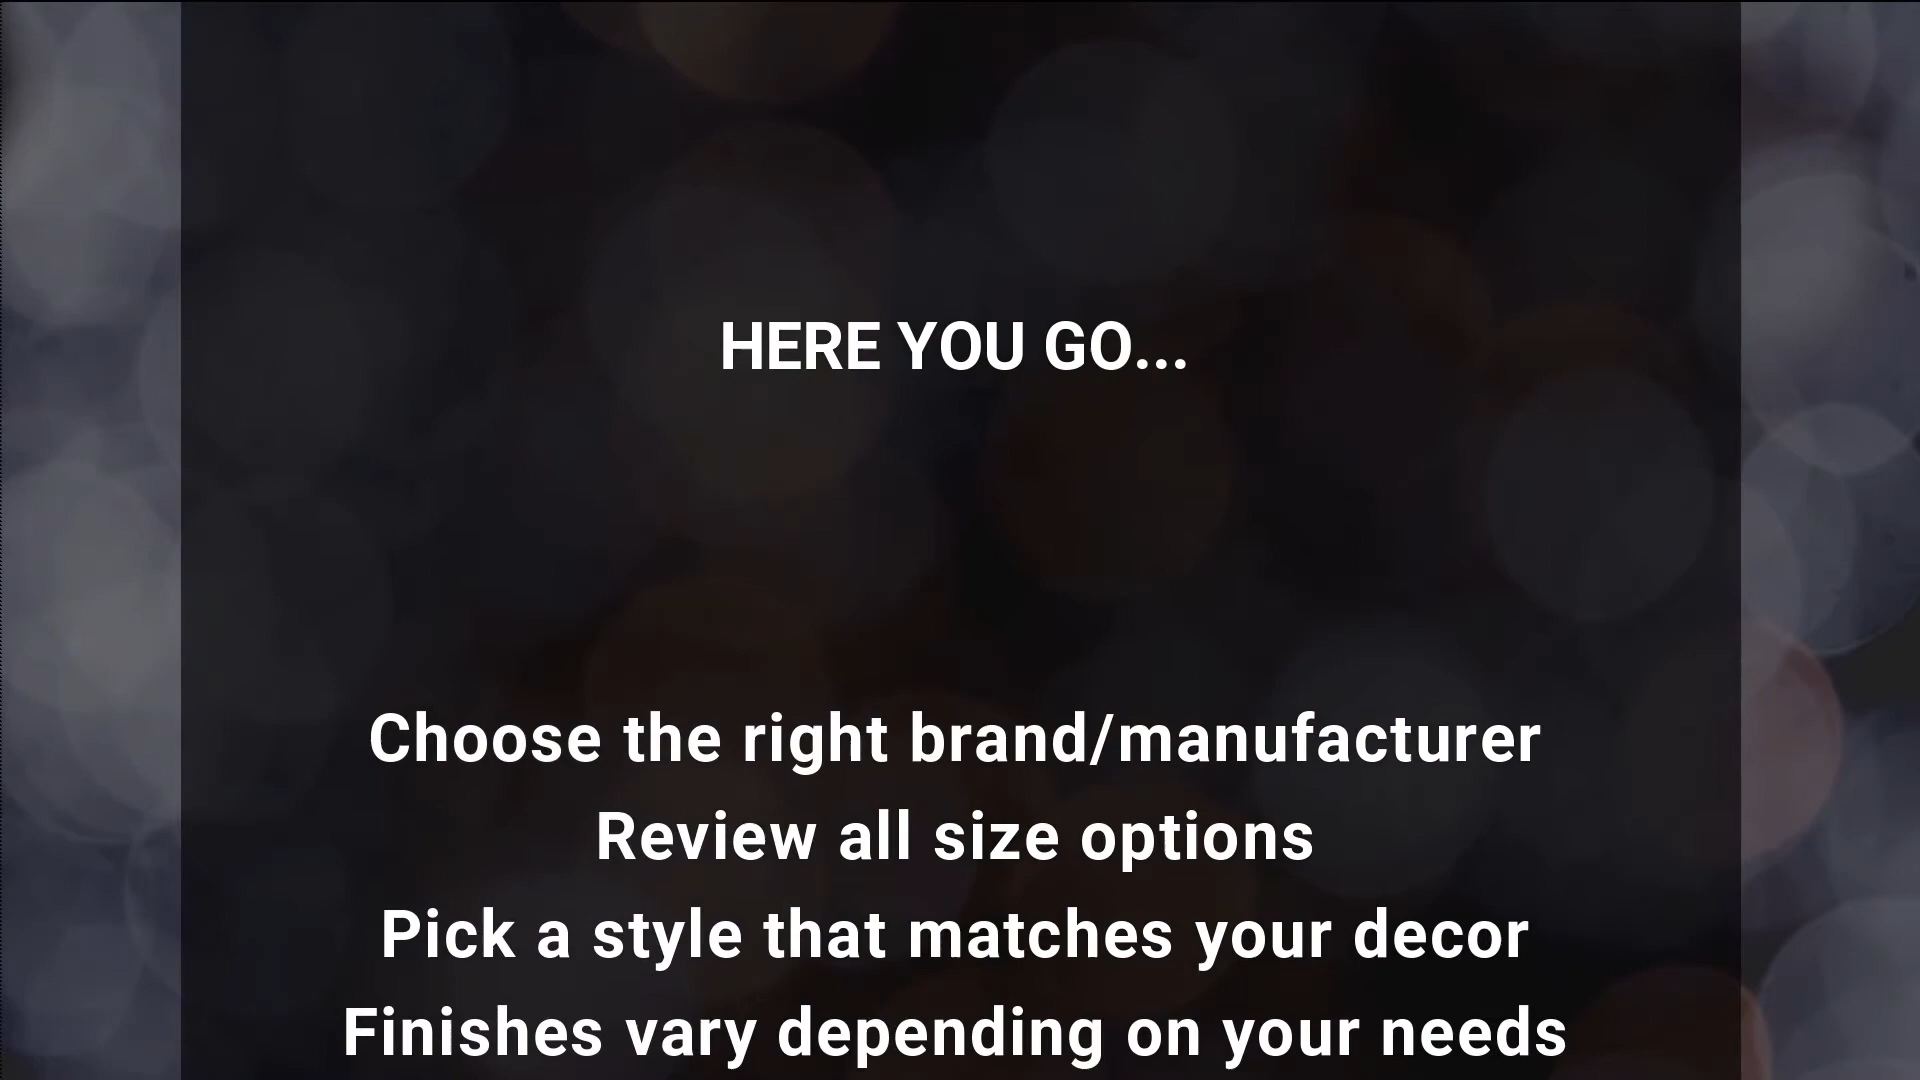 HERE YOU GO...
Choose the right brand/manufacturer
Review all size options
Pick a style that matches your decor
Finishes vary depending on your needs